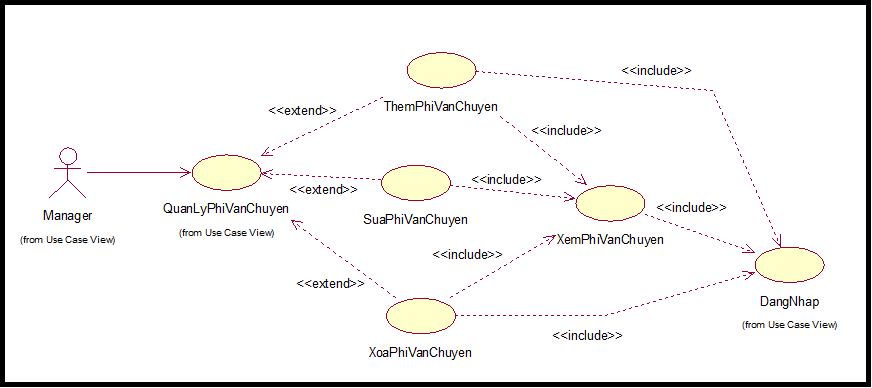 <<include>>
<<extend>>
ThemPhiVanChuyen
<<include>>
<<include>>
<<extend>>
Manager
(from Use Case View)
QuanLyPhiVanChuyen
(from Use Case View)
SuaPhiVanChuyen
<<include>>
XemPhiVanChuyen
<<include>>
<<extend>>
DangNhap
(from Use Case View)
<<include>>
XoaPhiVanChuyen